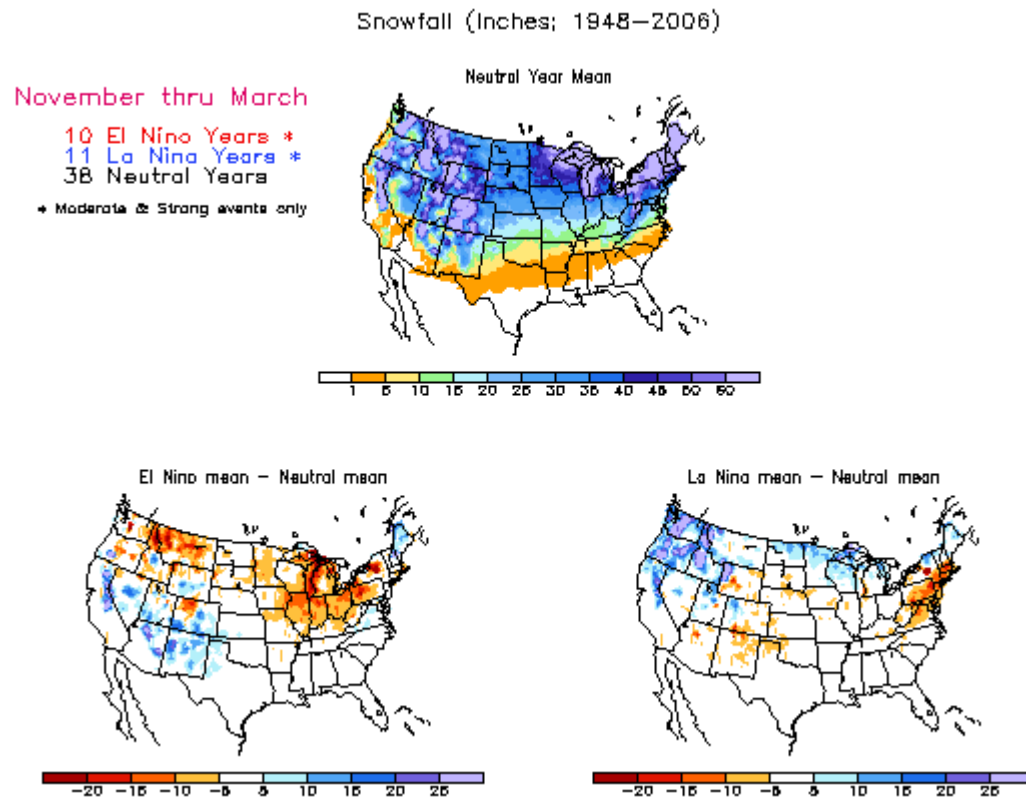 Snowfall (Inches; 1948-2006)
Neutral Year Mean
November thru March
10 El Nino Years *
11 La Nina Years *
38 Neutral Years
* Moderate & Strong events only
1 5 10 15 20 25 30 35 40 45 50 60
El Nino mean - Neutral mean
La Nina mean - Neutral mean
-20 -15 -10 -5 5 10 15 20 25
-20 -15 -10 -5 5 10 15 20 25